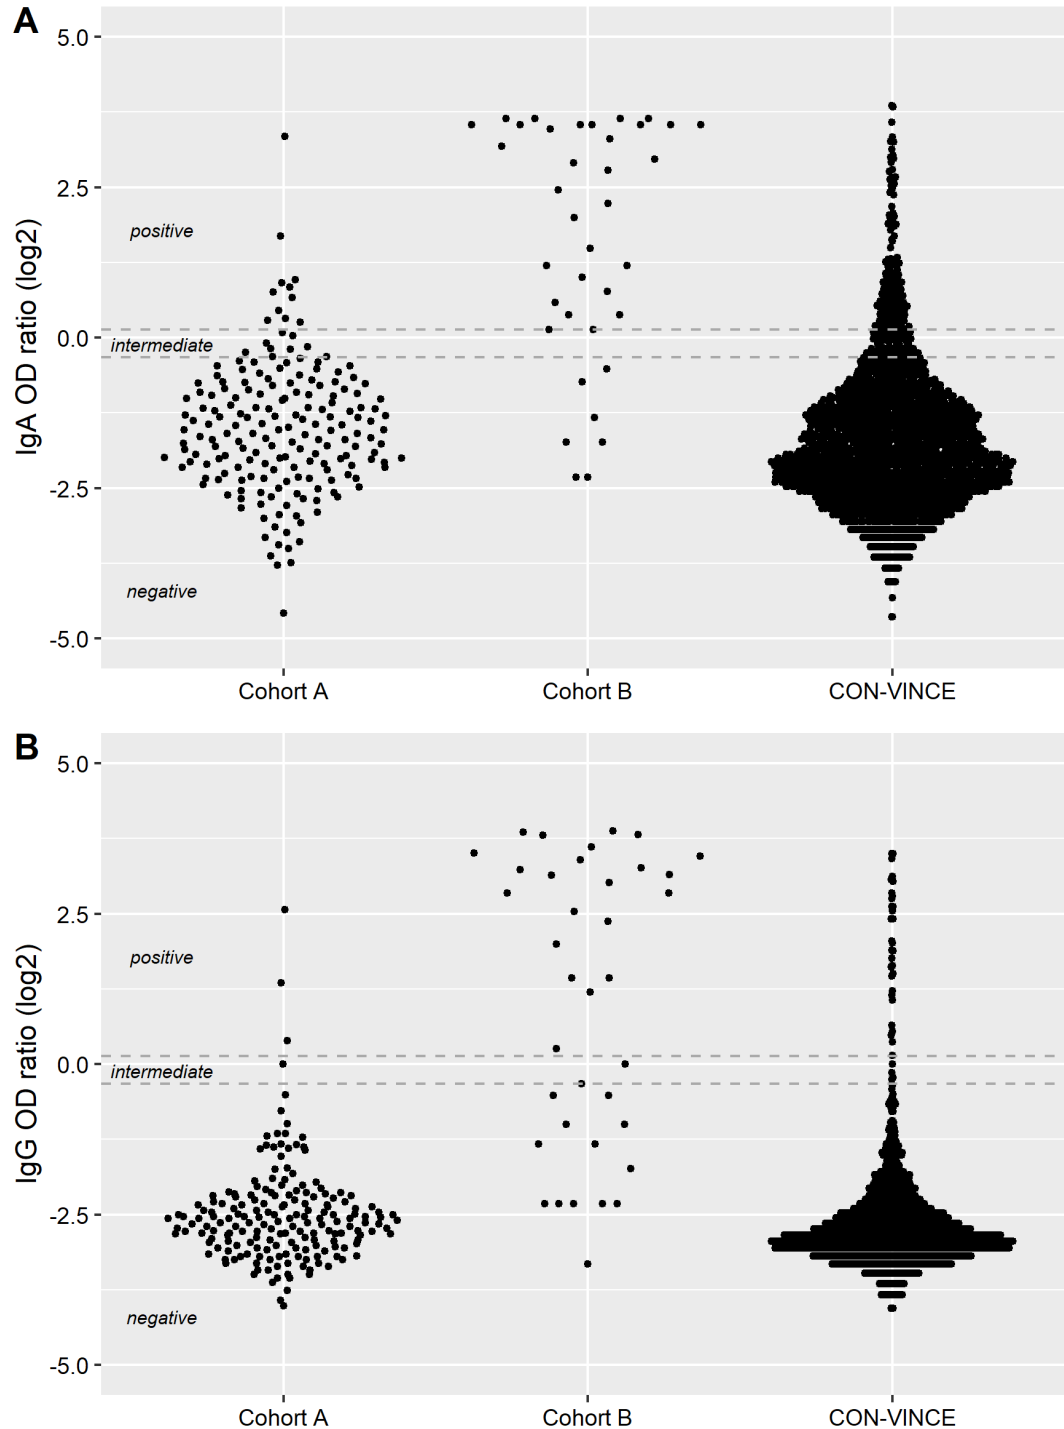 A
5.0
2.5
positive
0.0
intermediate
-2.5
negative
-5.0
IgA OD ratio (log2)
Cohort A Cohort B CON-VINCE
B
5.0
2.5
positive
0.0
intermediate
-2.5
negative
-5.0
IgG OD ratio (log2)
Cohort A Cohort B CON-VINCE